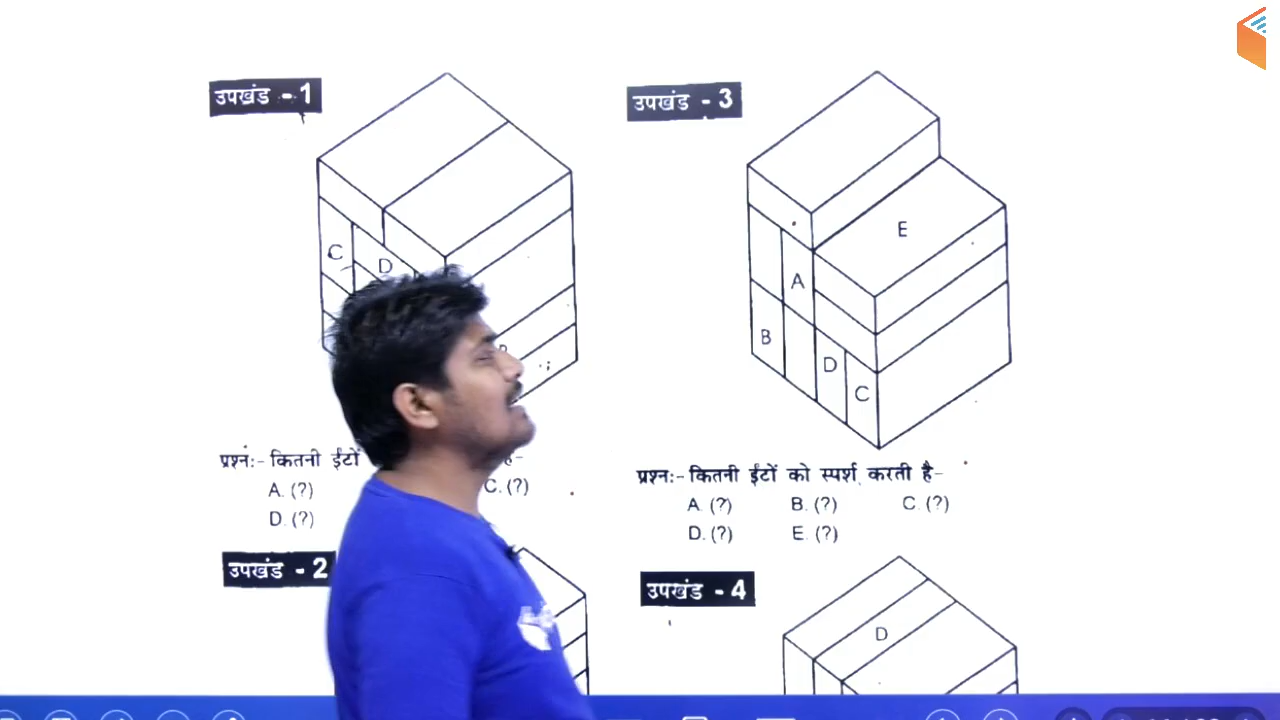 उपखंड - 1
C
D
प्रश्न:- कितनी ईंटों
है-
A. (?) C. (?)
D. (?)
उपखंड - 2
उपखंड - 3
E
A
B
D
C
प्रश्न:- कितनी ईंटों को स्पर्श करती है-
A. (?) B. (?) C. (?)
D. (?) E. (?)
उपखंड - 4
D